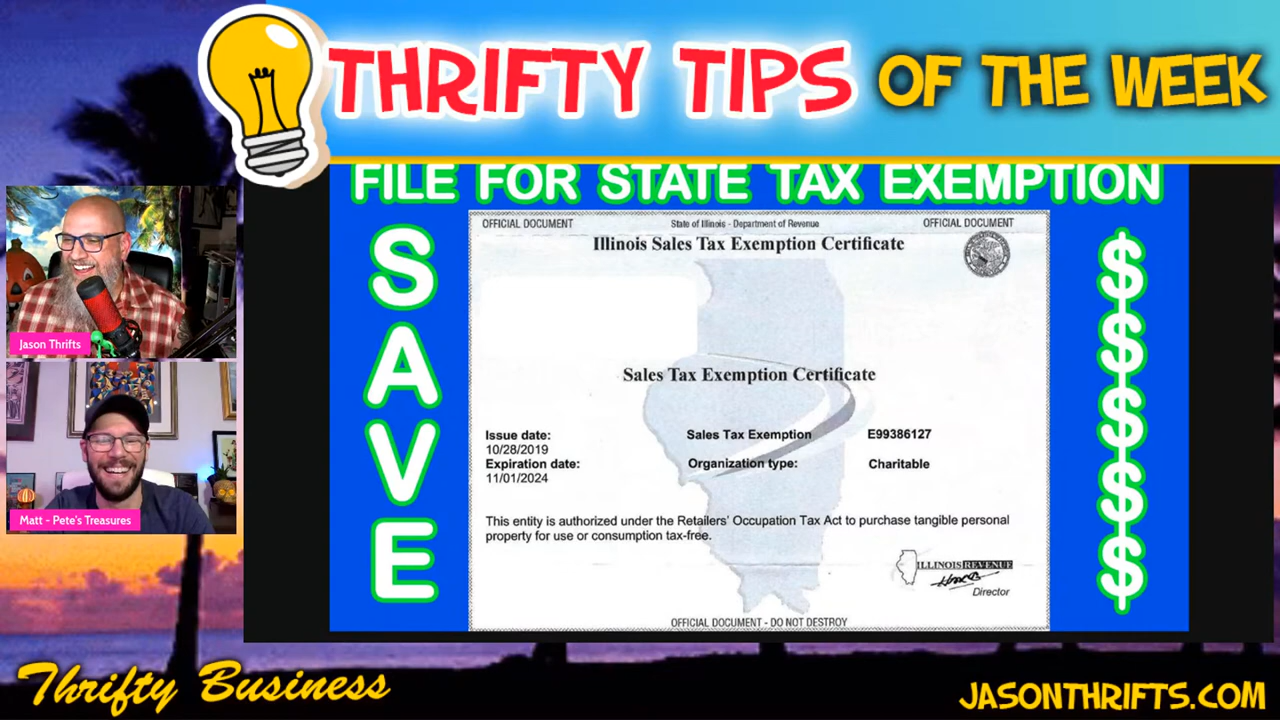 THRIFTY TIPS OF THE WEEK
FILE FOR STATE TAX EXEMPTION
SAVE
OFFICIAL DOCUMENT
State of Illinois - Department of Revenue
OFFICIAL DOCUMENT
Illinois Sales Tax Exemption Certificate
Sales Tax Exemption Certificate
Issue date:
10/28/2019
Expiration date:
11/01/2024
Sales Tax Exemption E99386127
Organization type: Charitable
This entity is authorized under the Retailers' Occupation Tax Act to purchase tangible personal
property for use or consumption tax-free.
ILLINOIS REVENUE
Director
OFFICIAL DOCUMENT - DO NOT DESTROY
$$$$$
Jason Thrifts
Matt - Pete's Treasures
Thrifty Business
JASONTHRIFTS.COM